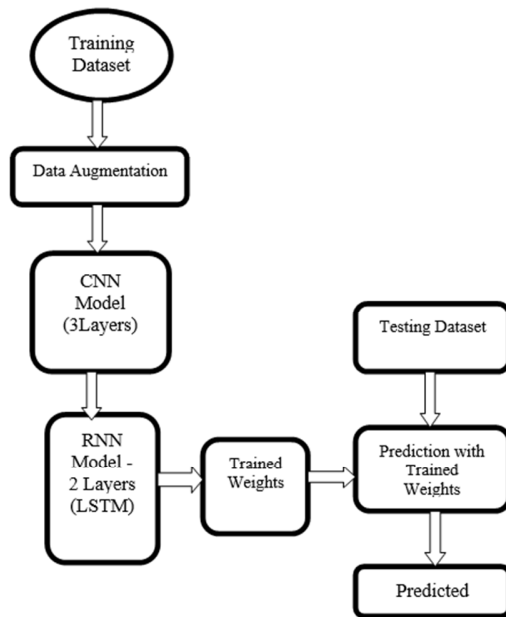 Training
Dataset
Data Augmentation
CNN
Model
(3Layers)
RNN
Model -
2 Layers
(LSTM)
Trained
Weights
Testing Dataset
Prediction with
Trained
Weights
Predicted